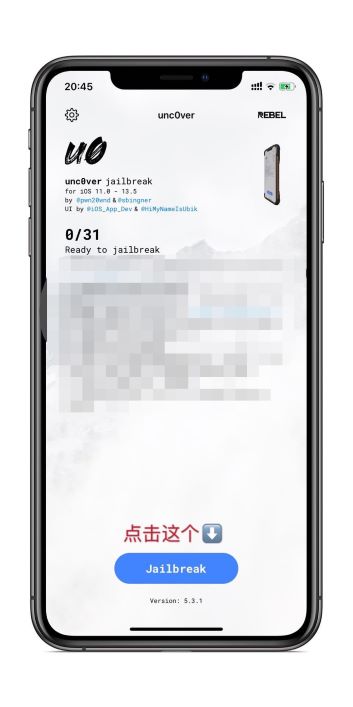 20:45
unc0ver
REBEL
u0
unc0ver jailbreak
for iOS 11.0 - 13.5
by @pwn20wnd & @sbingner
UI by @iOS_App_Dev & @HiMyNameIsUbik
0/31
Ready to jailbreak
点击这个⬇️
Jailbreak
Version: 5.3.1